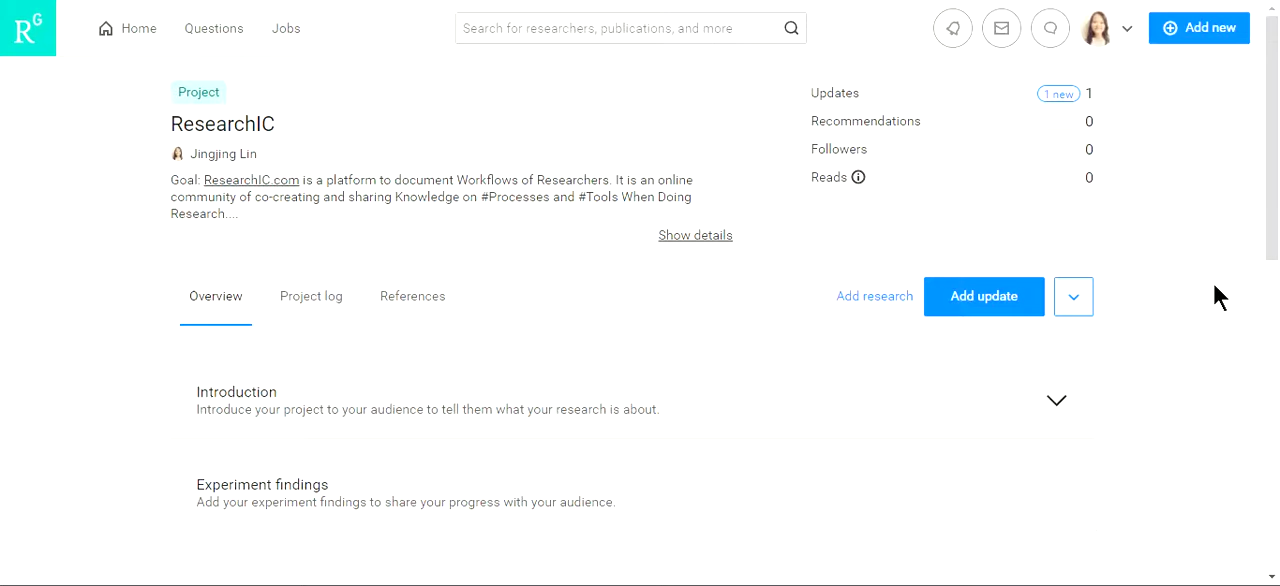 RG
Home Questions Jobs
Search for researchers, publications, and more
Add new
Project
ResearchIC
Jingjing Lin
Goal: ResearchIC.com is a platform to document Workflows of Researchers. It is an online
community of co-creating and sharing Knowledge on #Processes and #Tools When Doing
Research....
Show details
Updates 1 new 1
Recommendations 0
Followers 0
Reads 0
Overview Project log References
Add research Add update
Introduction
Introduce your project to your audience to tell them what your research is about.
Experiment findings
Add your experiment findings to share your progress with your audience.